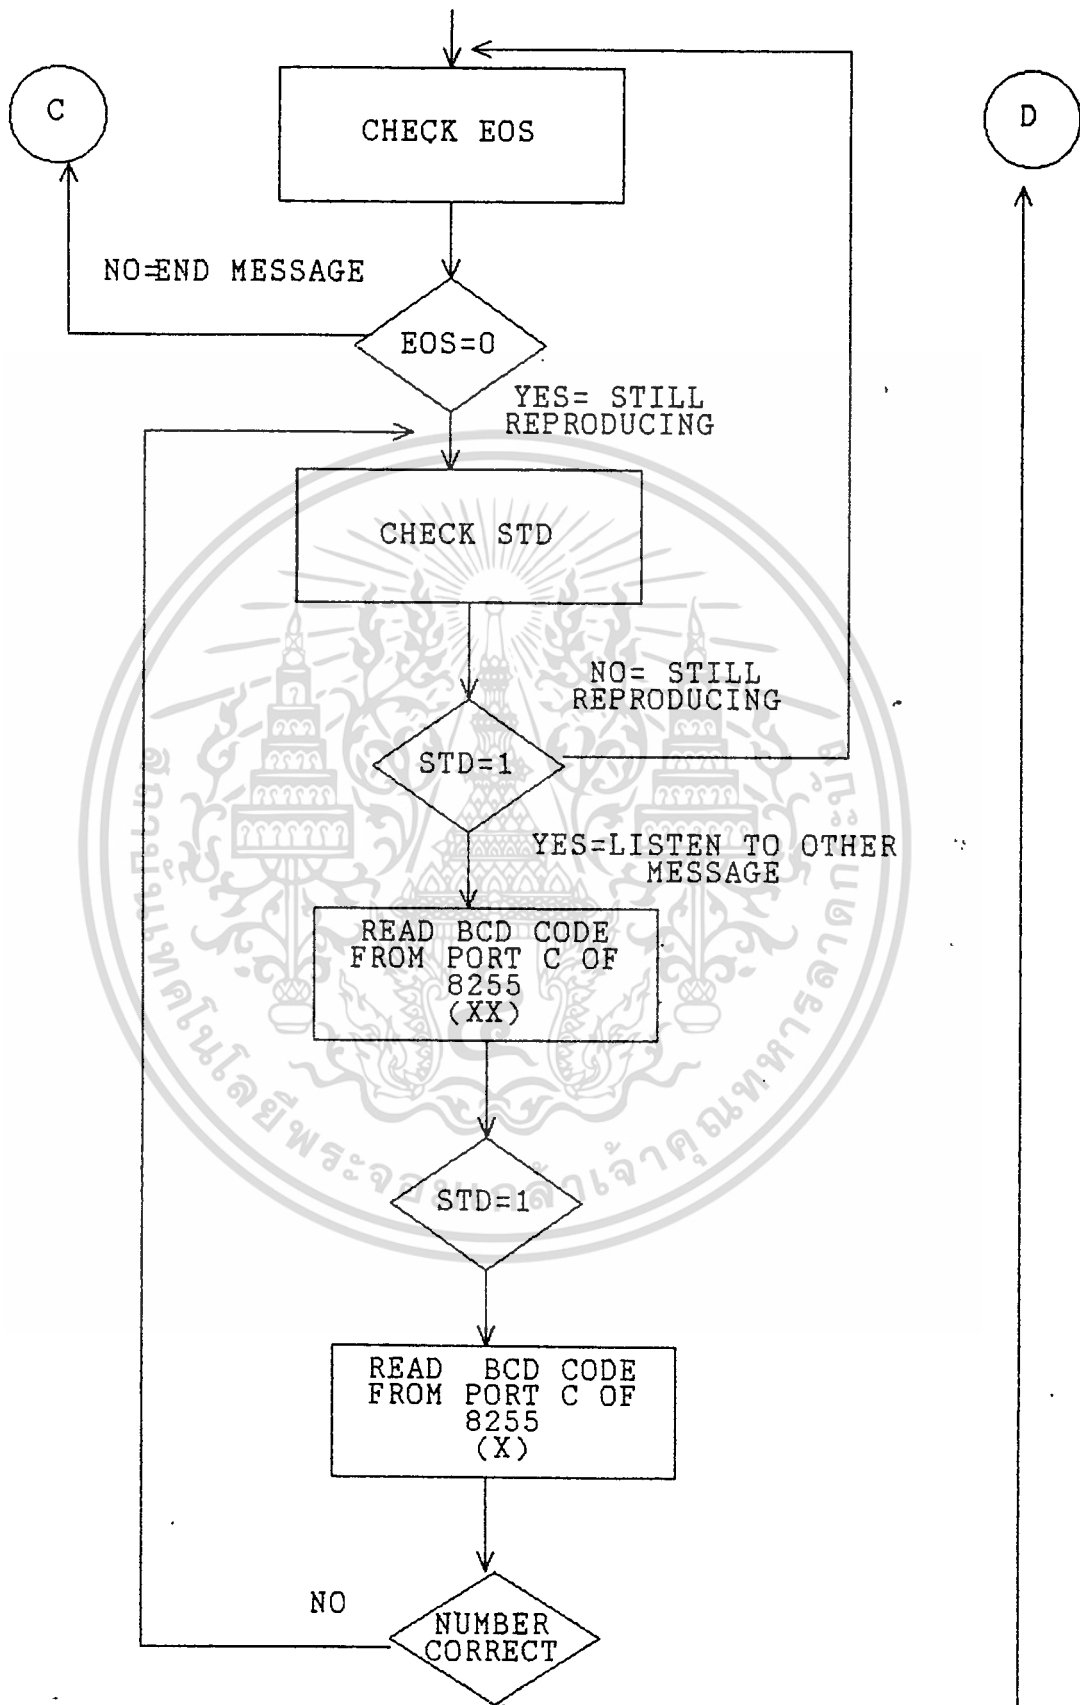 C
D
CHECK EOS
NO=END MESSAGE
EOS=0
YES= STILL
REPRODUCING
CHECK STD
NO= STILL
REPRODUCING
STD=1
YES=LISTEN TO OTHER
MESSAGE
READ BCD CODE
FROM PORT C OF
8255
(XX)
STD=1
READ BCD CODE
FROM PORT C OF
8255
(X)
NO
NUMBER
CORRECT